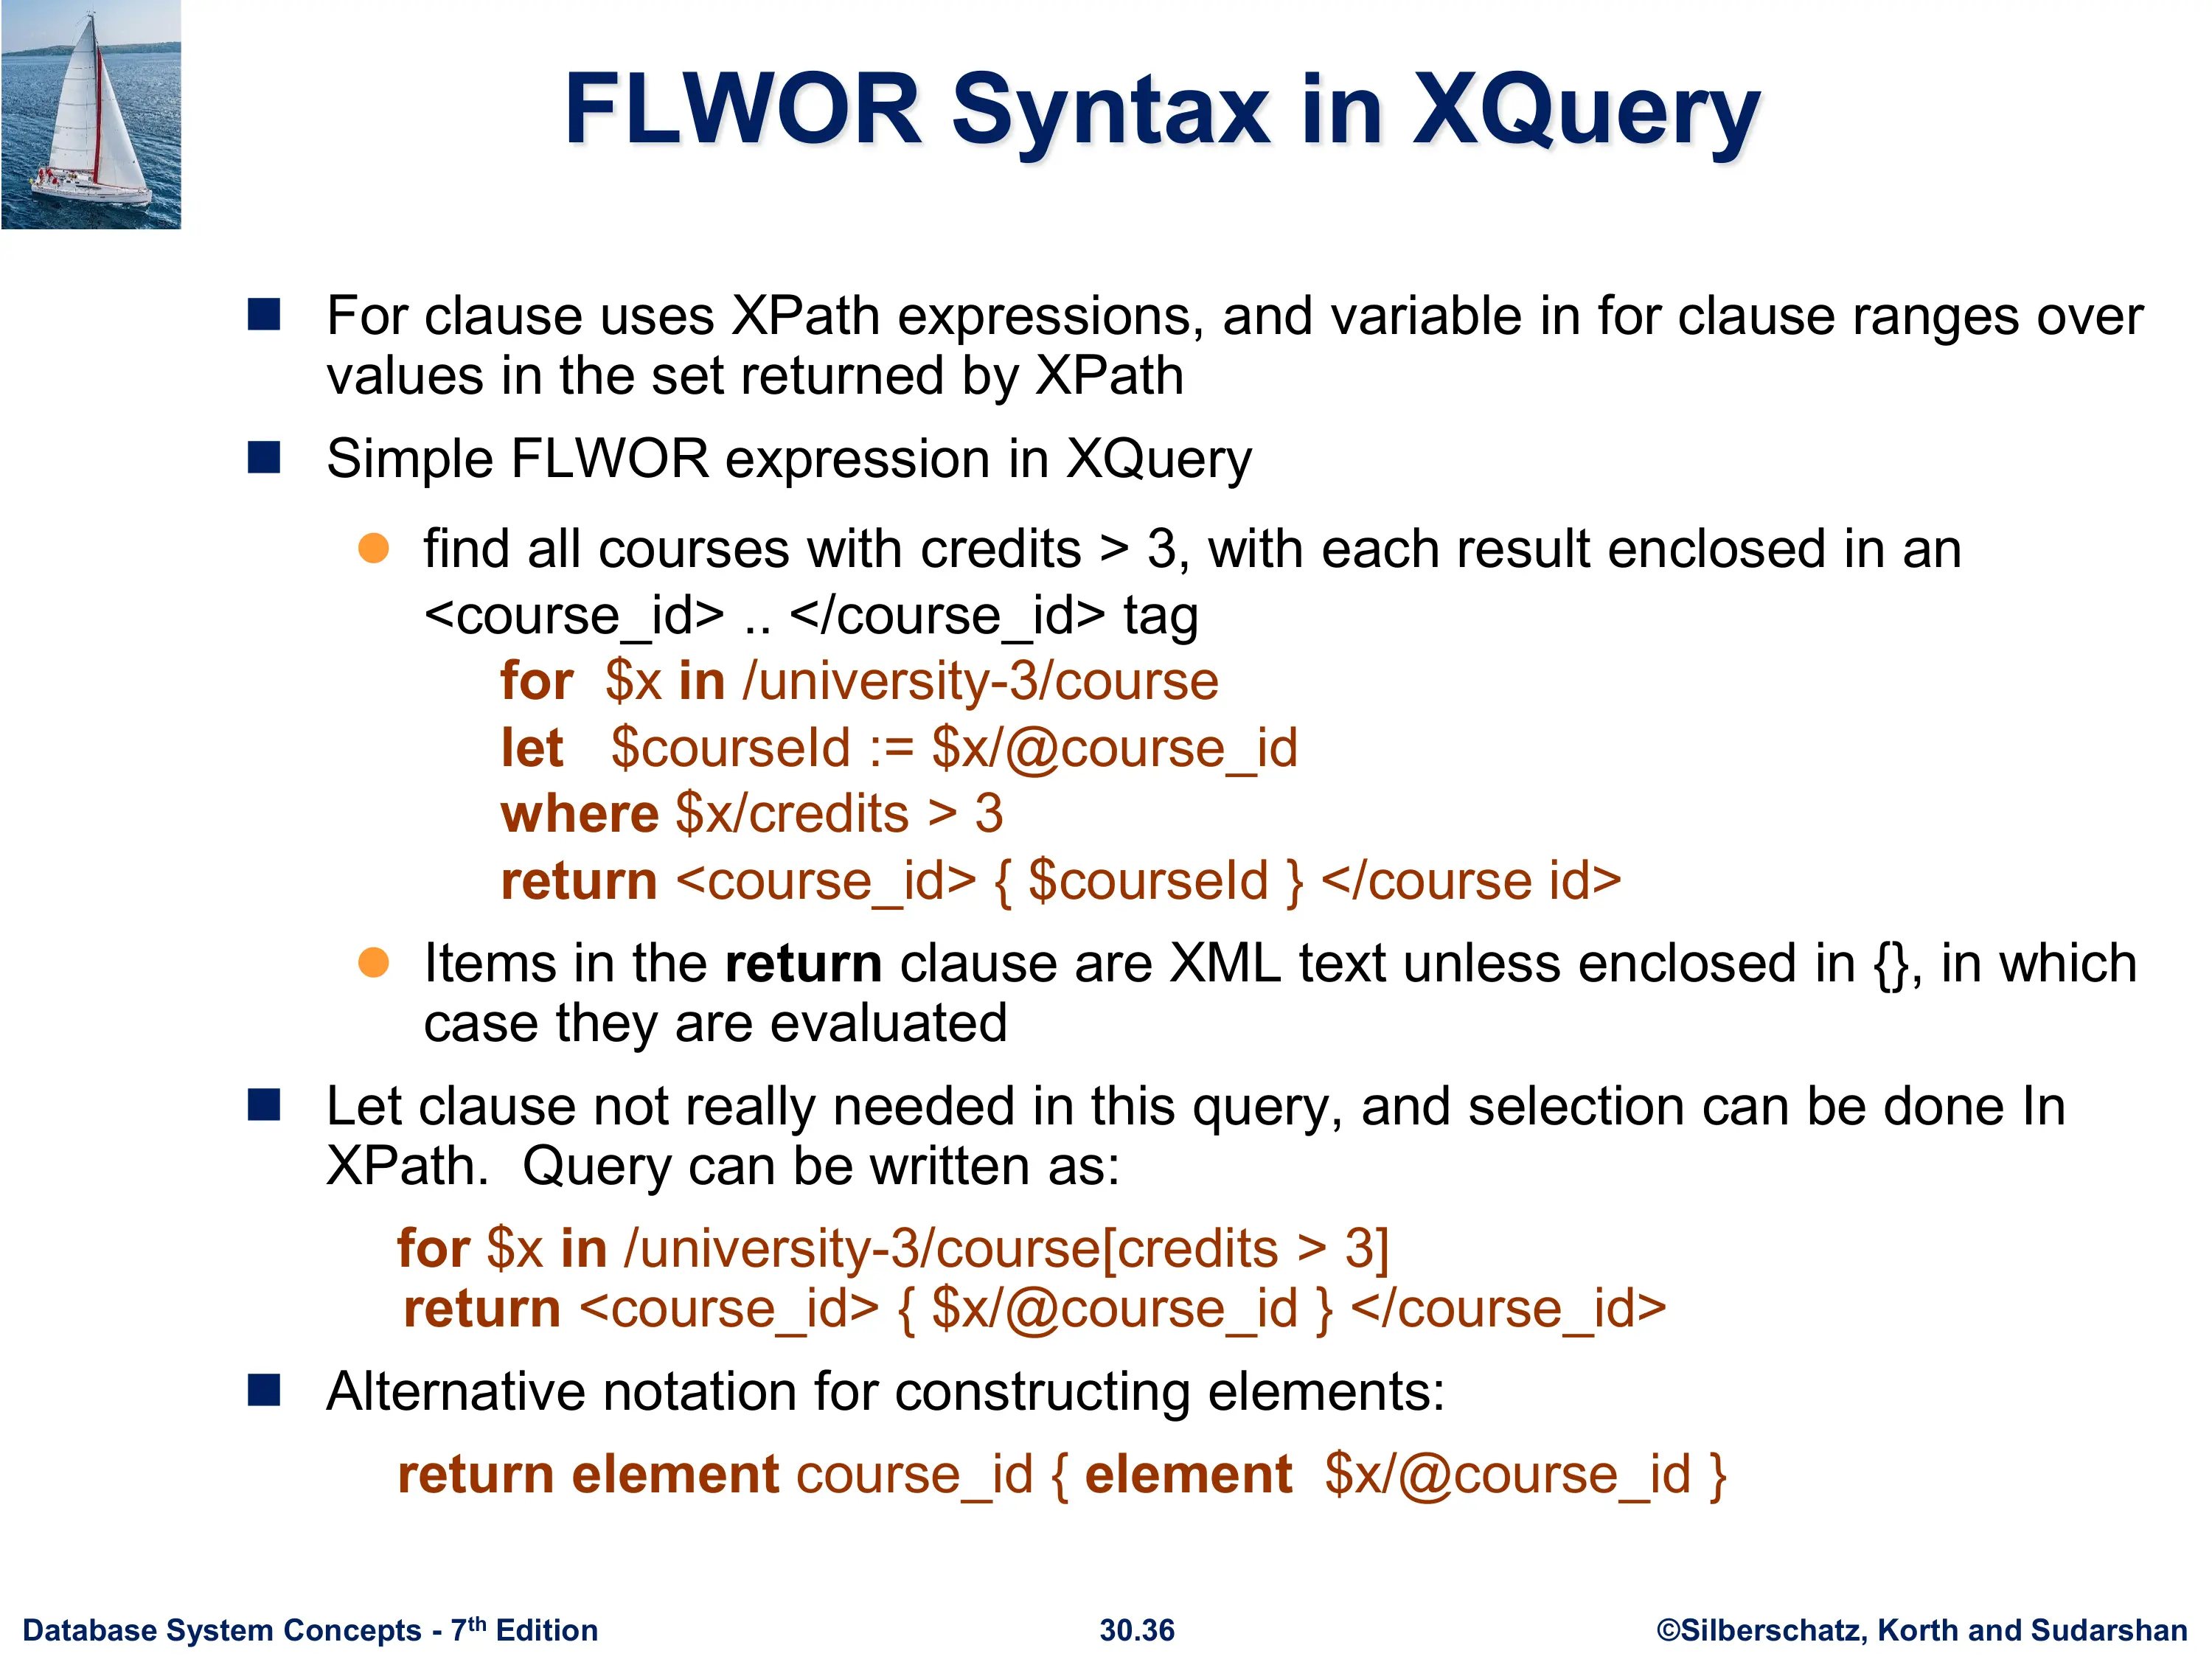 FLWOR Syntax in XQuery
For clause uses XPath expressions, and variable in for clause ranges over
values in the set returned by XPath
Simple FLWOR expression in XQuery
find all courses with credits > 3, with each result enclosed in an
<course_id> .. </course_id> tag
for $x in /university-3/course
let $courseId := $x/@course_id
where $x/credits > 3
return <course_id> { $courseId } </course id>
Items in the return clause are XML text unless enclosed in {}, in which
case they are evaluated
Let clause not really needed in this query, and selection can be done In
XPath. Query can be written as:
for $x in /university-3/course[credits > 3]
return <course_id> { $x/@course_id } </course_id>
Alternative notation for constructing elements:
return element course_id { element $x/@course_id }
Database System Concepts - 7th Edition 30.36 ©Silberschatz, Korth and Sudarshan